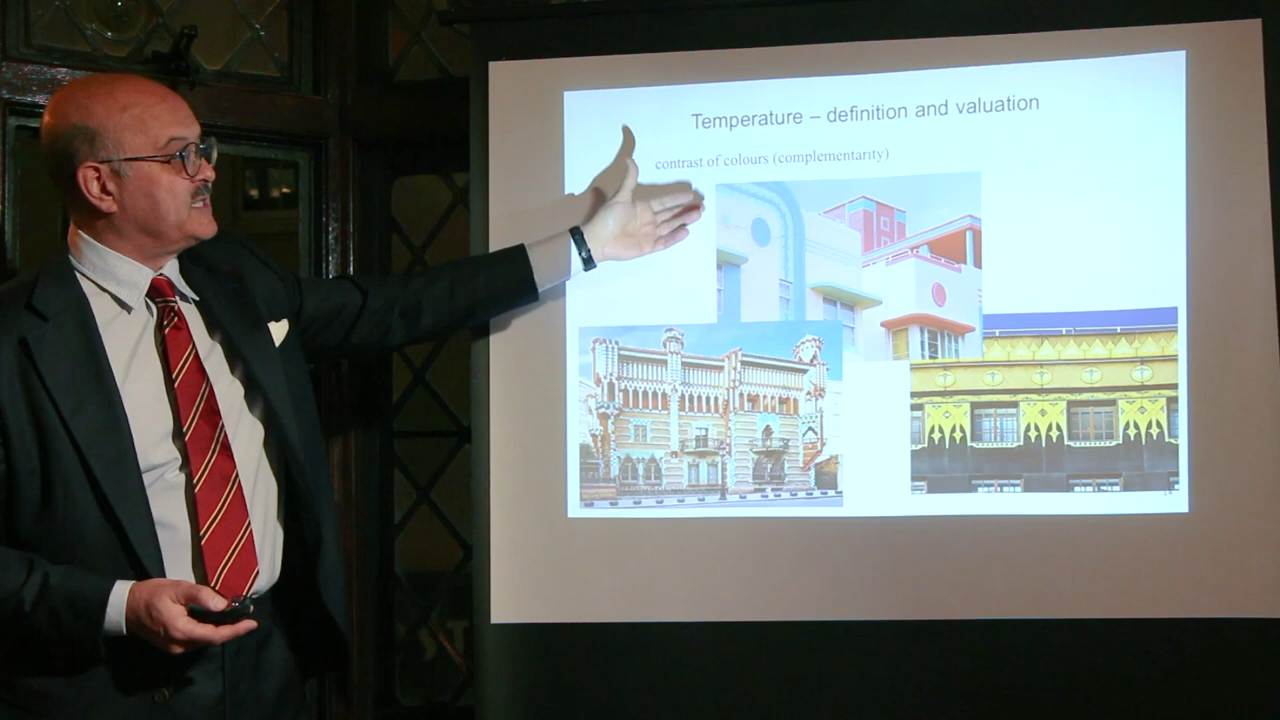 Temperature – definition and valuation
contrast of colours (complementarity)